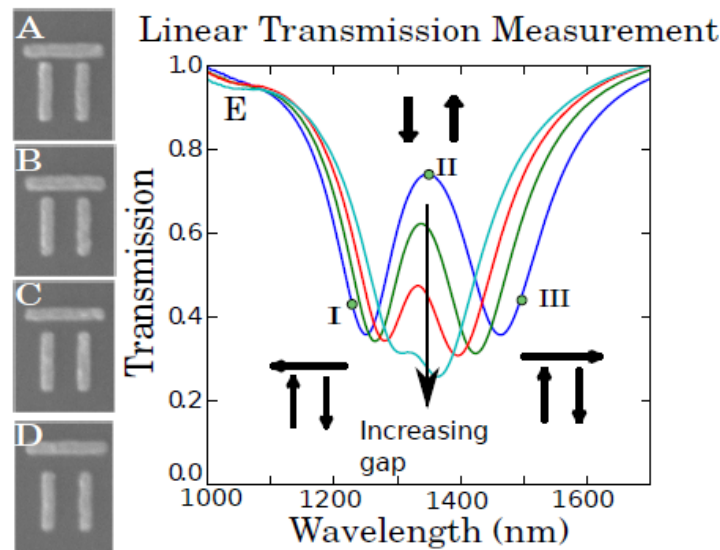 A
B
C
D
Linear Transmission Measurement
E
Transmission
1.0
0.8
0.6
0.4
0.2
0.0
I
II
III
Increasing
gap
1000
1200
1400
1600
Wavelength (nm)